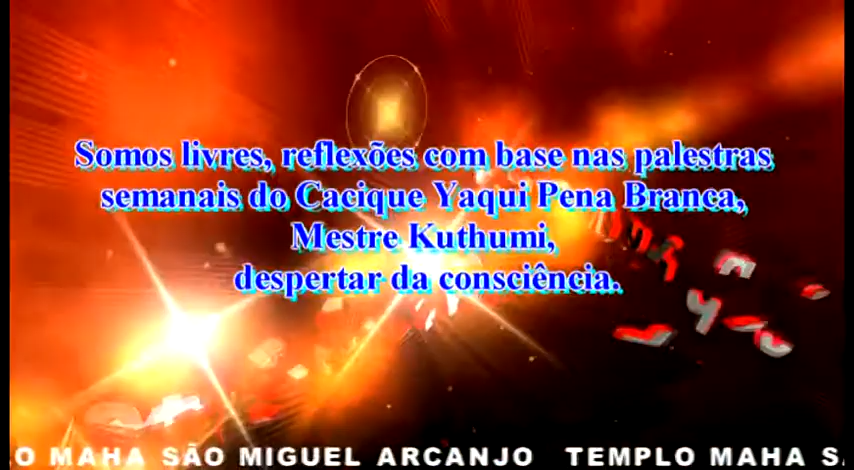 Somos livres, reflexões com base nas palestras
semanais do Cacique Yaqui Pena Branca,
Mestre Kuthumi,
despertar da consciência.
LO MAHA SÃO MIGUEL ARCANJO TEMPLO MAHA S